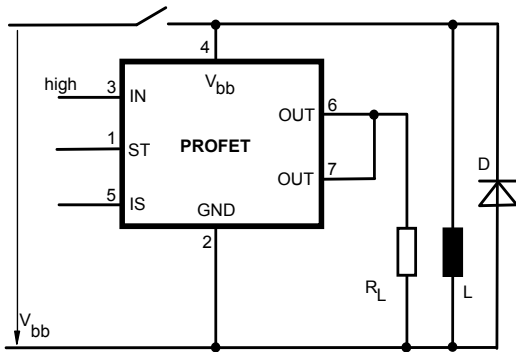 4
V bb
high
3
IN
OUT
6
1
ST
PROFET
D
OUT
7
5
IS
GND
2
R L
L
V bb